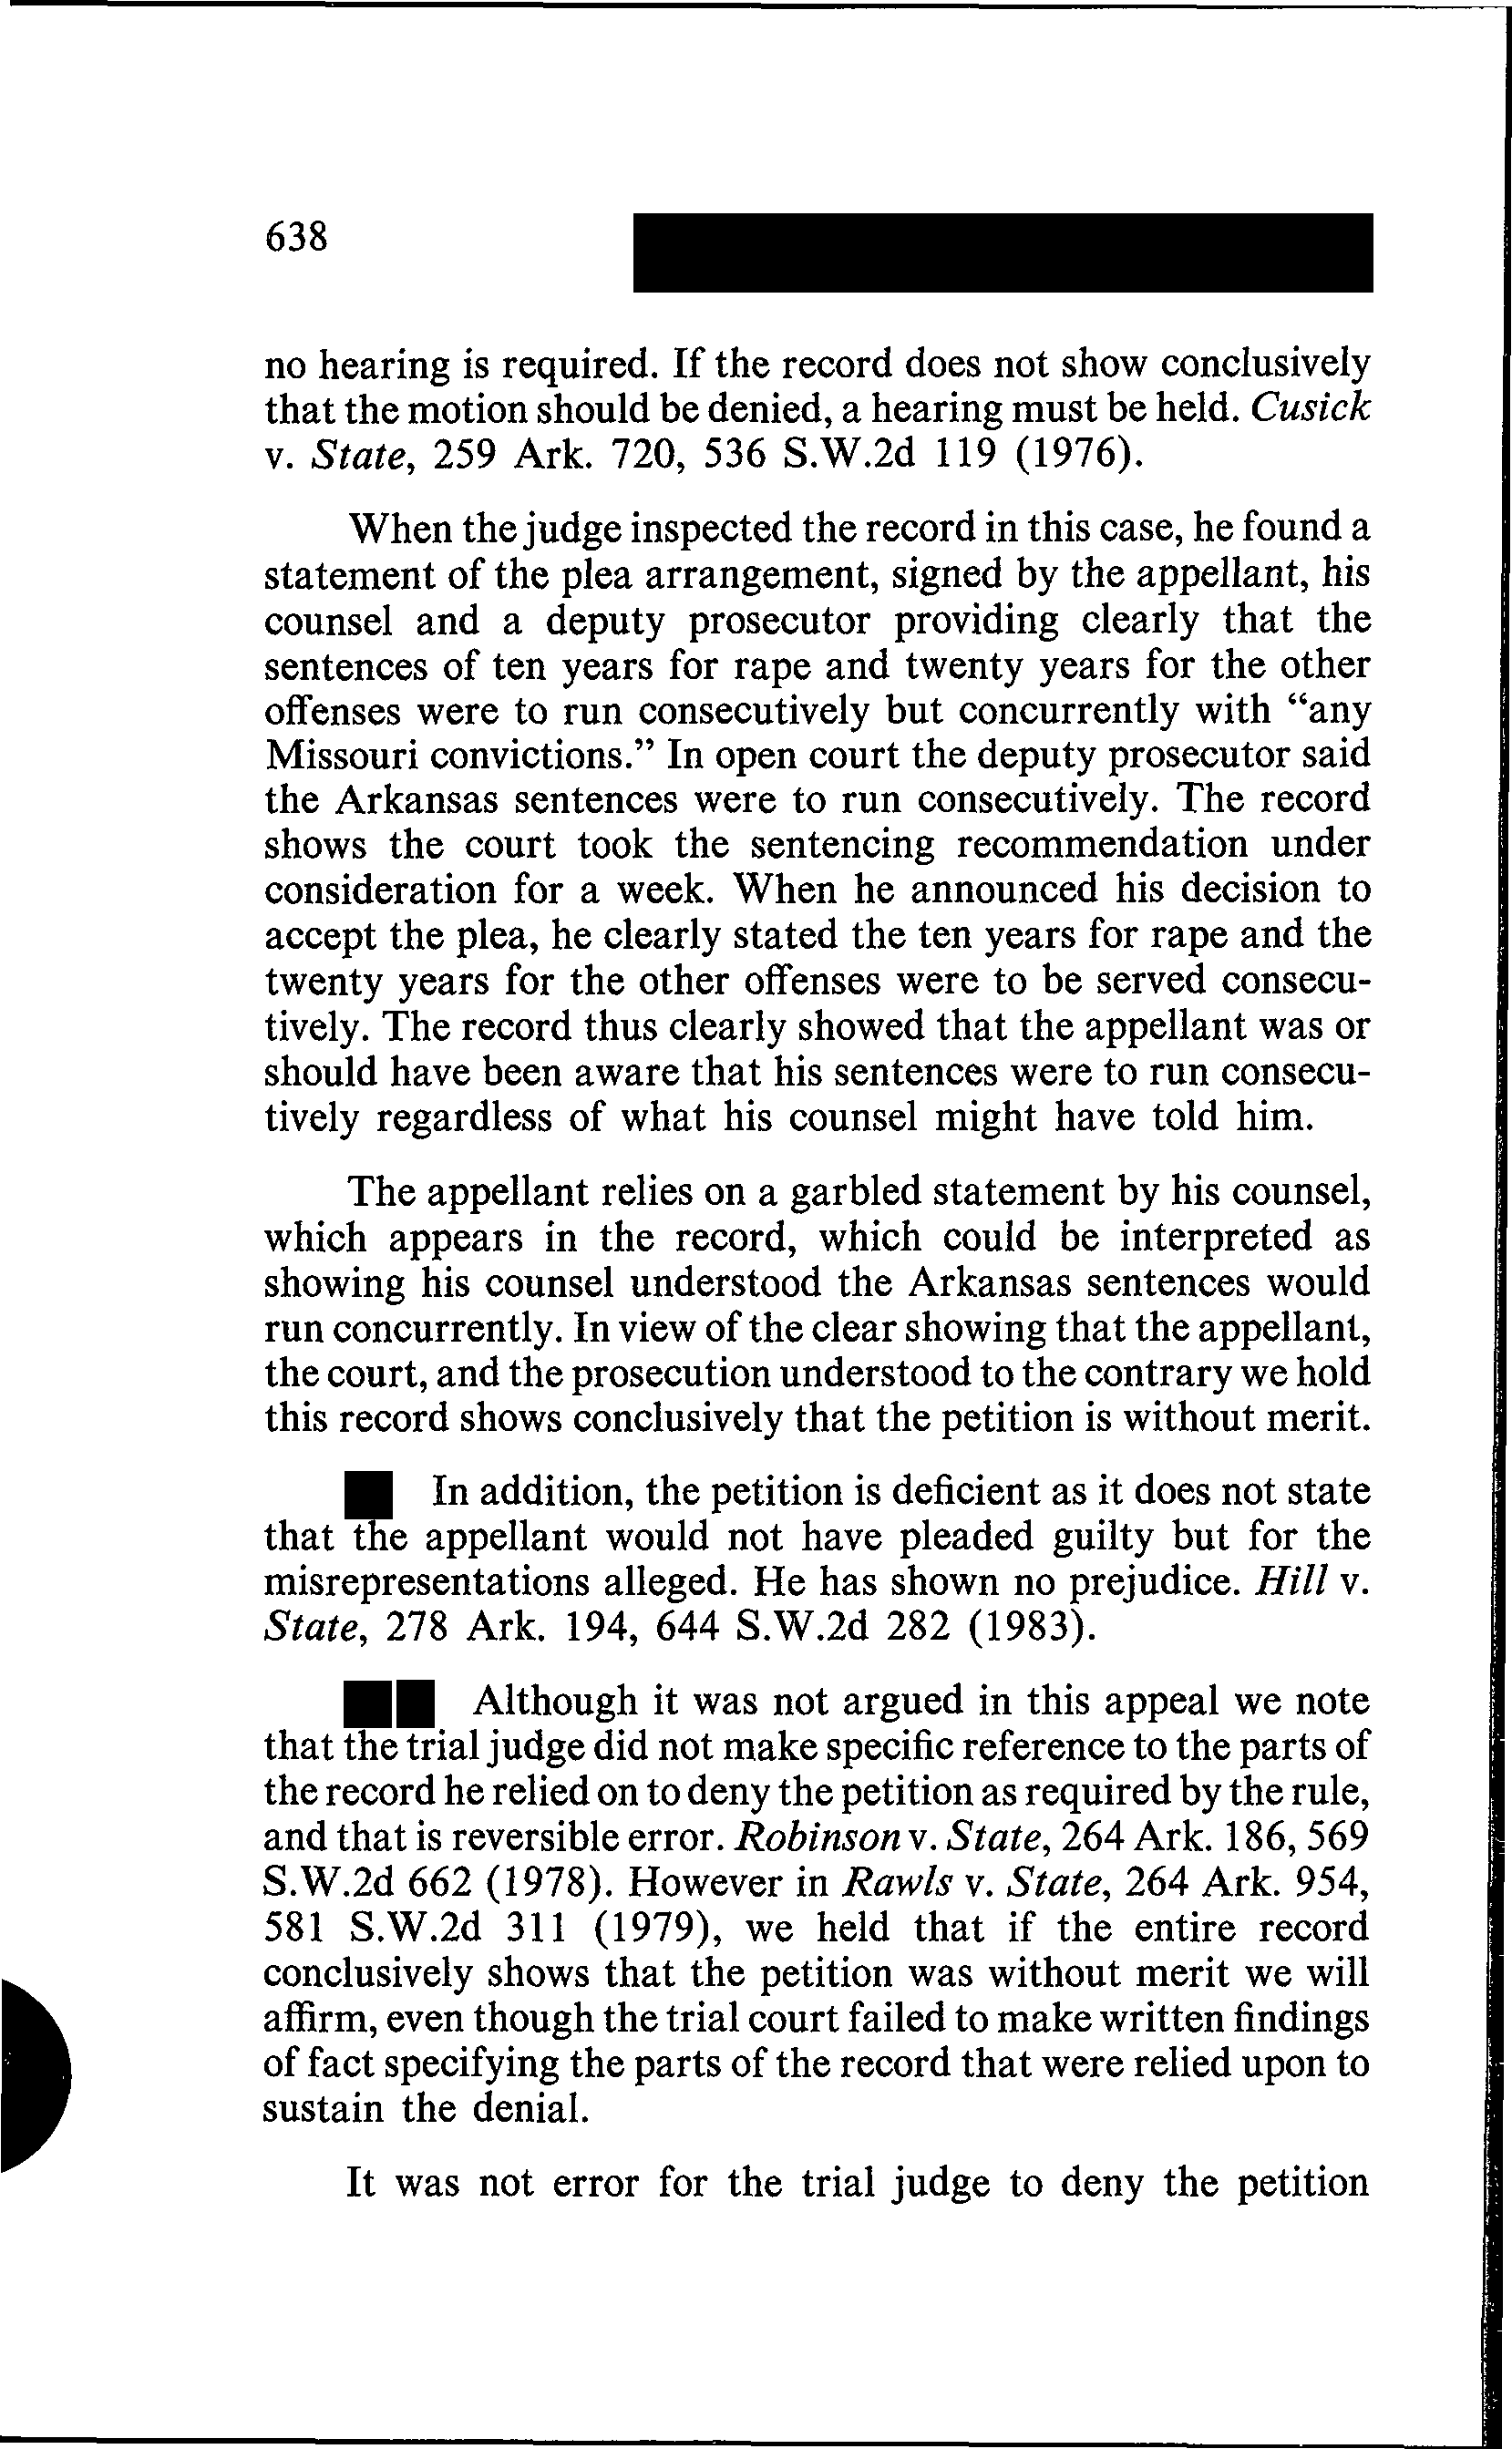 638
no hearing is required. If the record does not show conclusively
that the motion should be denied, a hearing must be held. Cusick
v. State, 259 Ark. 720, 536 S.W.2d 119 (1976).
When the judge inspected the record in this case, he found a
statement of the plea arrangement, signed by the appellant, his
counsel and a deputy prosecutor providing clearly that the
sentences of ten years for rape and twenty years for the other
offenses were to run consecutively but concurrently with “any
Missouri convictions.” In open court the deputy prosecutor said
the Arkansas sentences were to run consecutively. The record
shows the court took the sentencing recommendation under
consideration for a week. When he announced his decision to
accept the plea, he clearly stated the ten years for rape and the
twenty years for the other offenses were to be served consecu-
tively. The record thus clearly showed that the appellant was or
should have been aware that his sentences were to run consecu-
tively regardless of what his counsel might have told him.
The appellant relies on a garbled statement by his counsel,
which appears in the record, which could be interpreted as
showing his counsel understood the Arkansas sentences would
run concurrently. In view of the clear showing that the appellant,
the court, and the prosecution understood to the contrary we hold
this record shows conclusively that the petition is without merit.
In addition, the petition is deficient as it does not state
that the appellant would not have pleaded guilty but for the
misrepresentations alleged. He has shown no prejudice. Hill v.
State, 278 Ark. 194, 644 S.W.2d 282 (1983).
Although it was not argued in this appeal we note
that the trial judge did not make specific reference to the parts of
the record he relied on to deny the petition as required by the rule,
and that is reversible error. Robinson v. State, 264 Ark. 186, 569
S.W.2d 662 (1978). However in Rawls v. State, 264 Ark. 954,
581 S.W.2d 311 (1979), we held that if the entire record
conclusively shows that the petition was without merit we will
affirm, even though the trial court failed to make written findings
of fact specifying the parts of the record that were relied upon to
sustain the denial.
It was not error for the trial judge to deny the petition